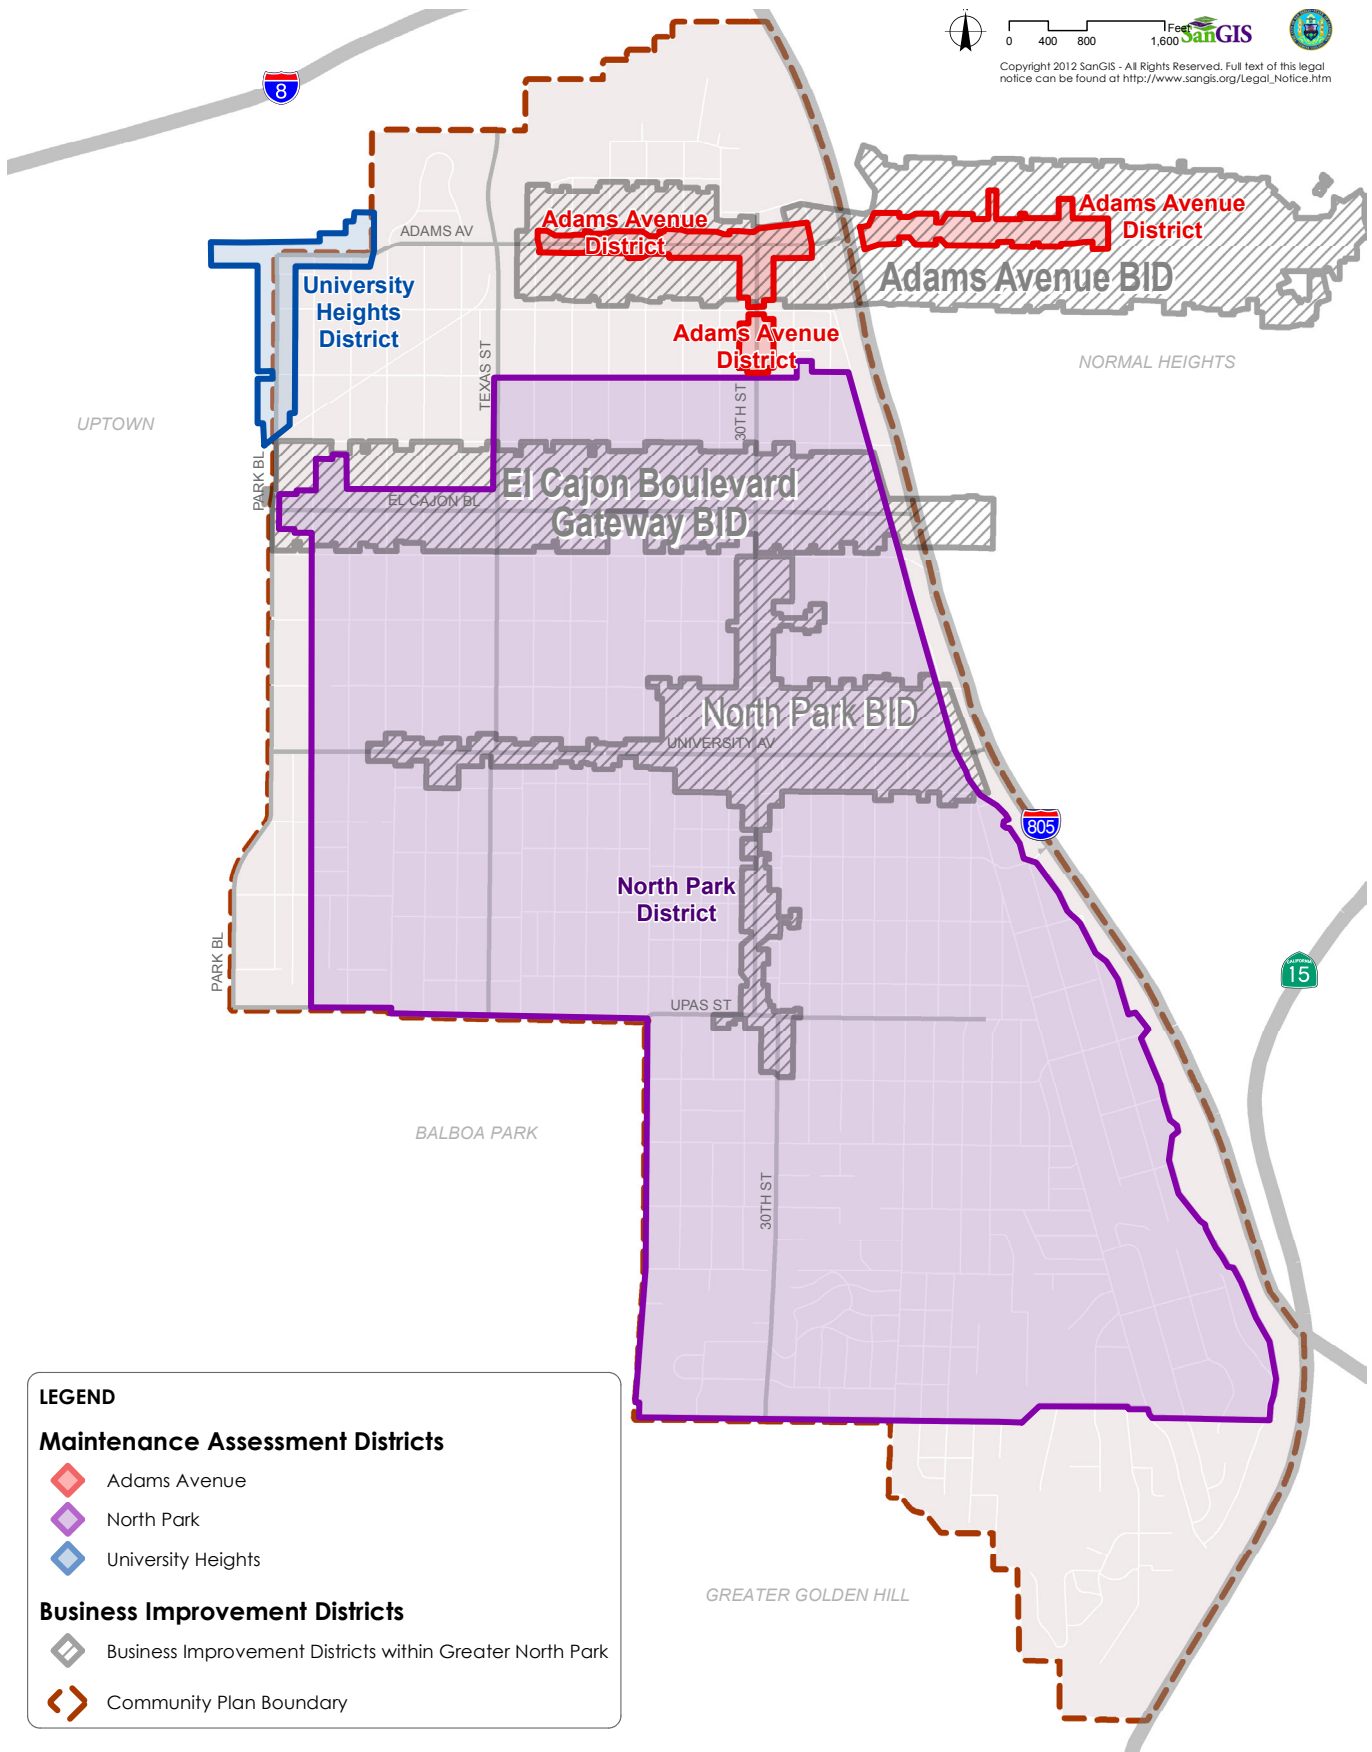 8
0 400 800 1,600
Feet
SanGIS
Copyright 2012 SanGIS - All Rights Reserved. Full text of this legal
notice can be found at http://www.sangis.org/Legal_Notice.htm
ADAMS AV
Adams Avenue
District
Adams Avenue
District
Adams Avenue BID
University
Heights
District
Adams Avenue
District
NORMAL HEIGHTS
TEXAS ST
30TH ST
UPTOWN
PARK BL
EL CAJON BL
El Cajon Boulevard
Gateway BID
North Park BID
UNIVERSITY AV
805
North Park
District
PARK BL
CALIFORNIA
15
UPAS ST
BALBOA PARK
30TH ST
GREATER GOLDEN HILL
LEGEND
Maintenance Assessment Districts
Adams Avenue
North Park
University Heights
Business Improvement Districts
Business Improvement Districts within Greater North Park
Community Plan Boundary